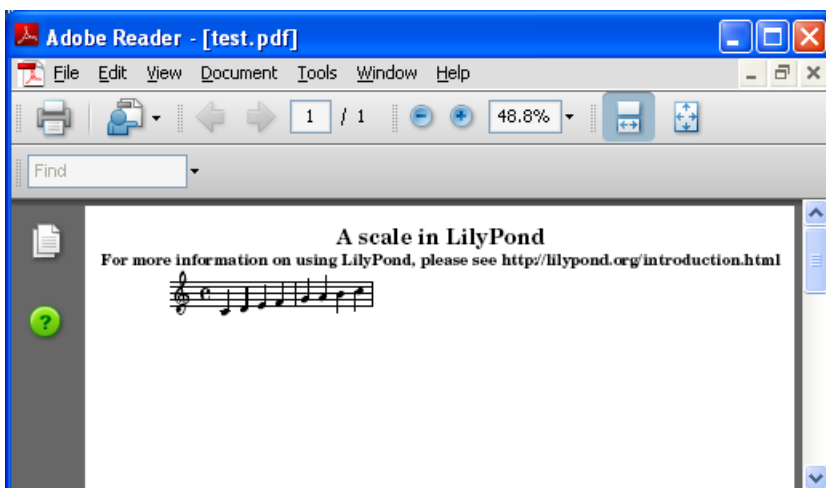 Adobe Reader - [test.pdf]
File Edit View Document Tools Window Help
1 / 1 48.8%
Find
A scale in LilyPond
For more information on using LilyPond, please see http://lilypond.org/introduction.html